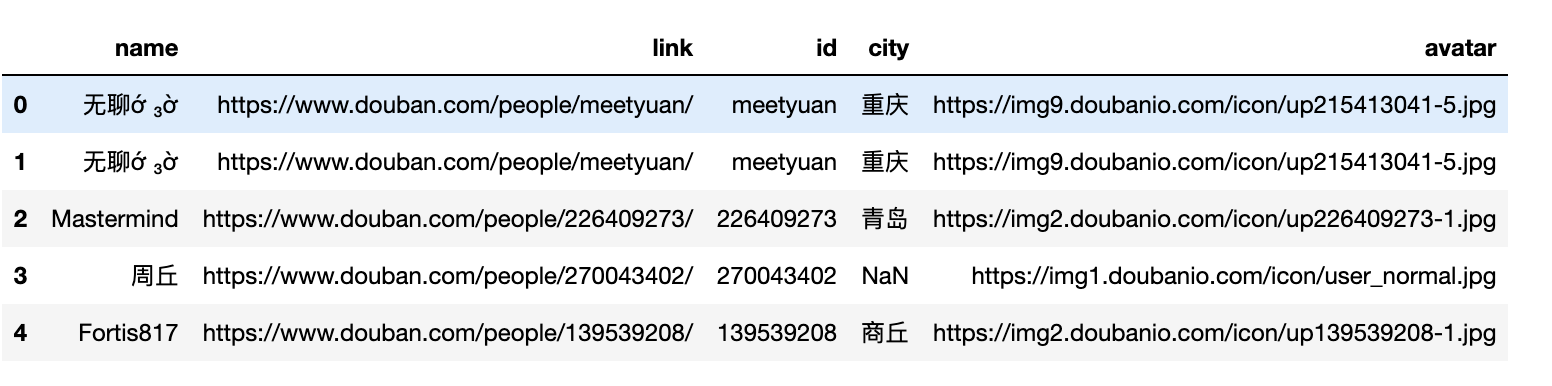 name link id city avatar
0 无聊ớ ₃ờ https://www.douban.com/people/meetyuan/ meetyuan 重庆 https://img9.doubanio.com/icon/up215413041-5.jpg
1 无聊ớ ₃ờ https://www.douban.com/people/meetyuan/ meetyuan 重庆 https://img9.doubanio.com/icon/up215413041-5.jpg
2 Mastermind https://www.douban.com/people/226409273/ 226409273 青岛 https://img2.doubanio.com/icon/up226409273-1.jpg
3 周丘 https://www.douban.com/people/270043402/ 270043402 NaN https://img1.doubanio.com/icon/user_normal.jpg
4 Fortis817 https://www.douban.com/people/139539208/ 139539208 商丘 https://img2.doubanio.com/icon/up139539208-1.jpg